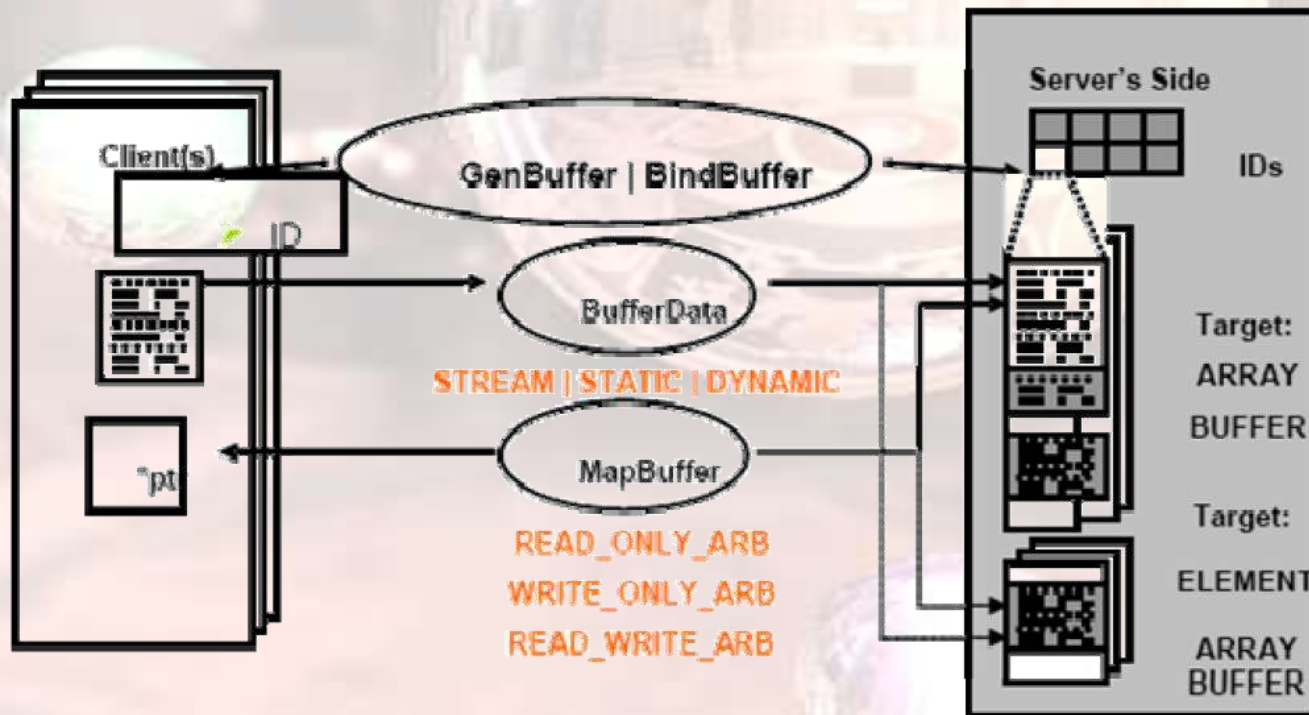 Server's Side
Client(s)
GenBuffer | BindBuffer
IDs
ID
BufferData
Target:
ARRAY
BUFFER
STREAM | STATIC | DYNAMIC
MapBuffer
*pt
Target:
ELEMENT
ARRAY
BUFFER
READ_ONLY_ARB
WRITE_ONLY_ARB
READ_WRITE_ARB